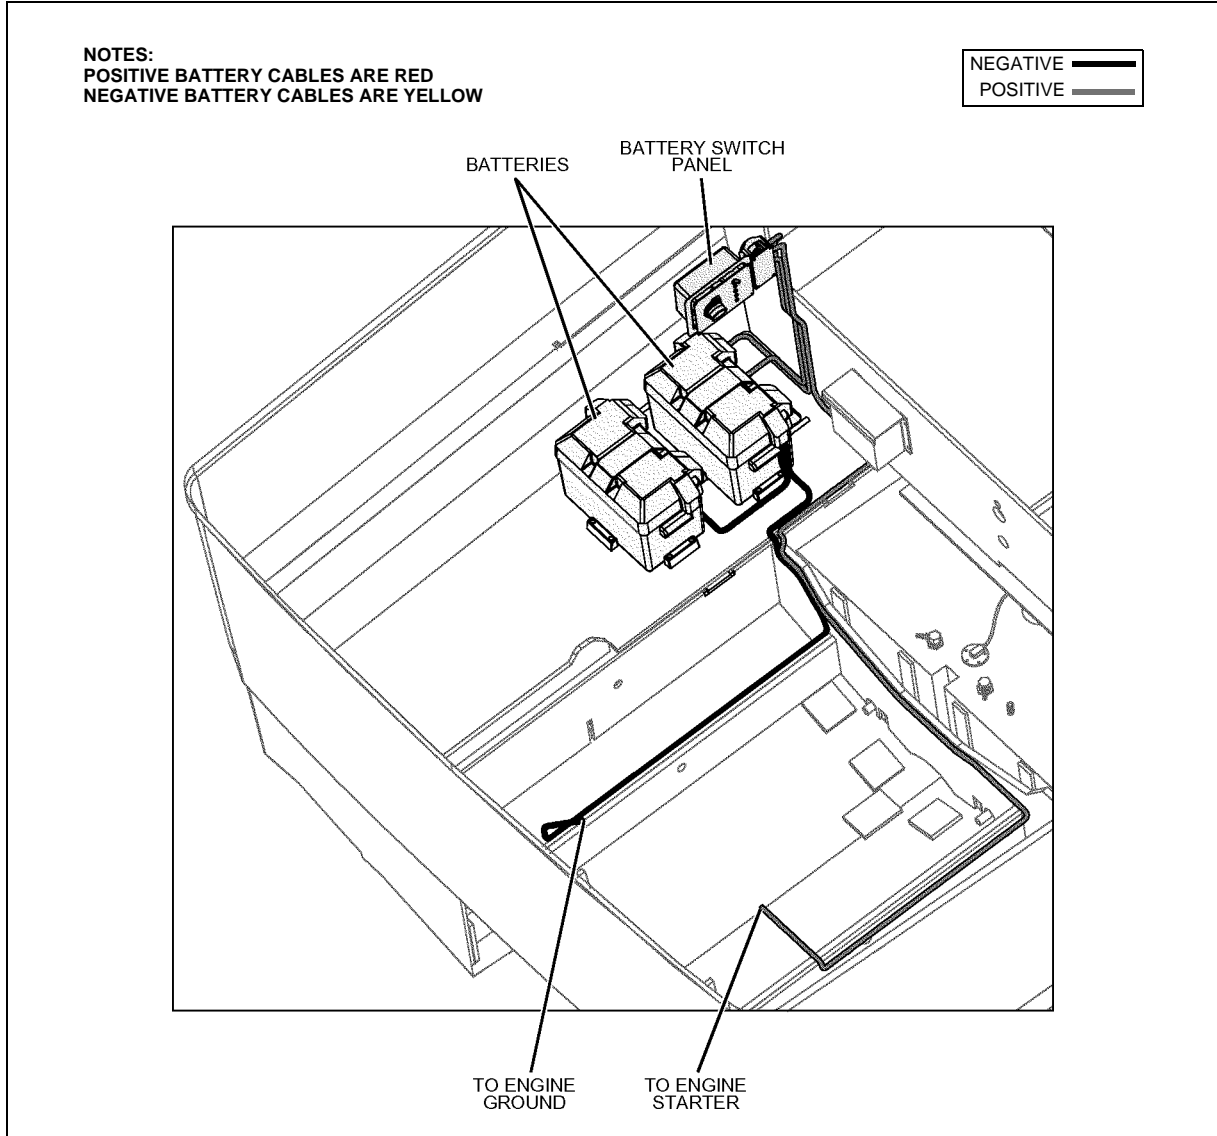 NOTES:
POSITIVE BATTERY CABLES ARE RED
NEGATIVE BATTERY CABLES ARE YELLOW
NEGATIVE
POSITIVE
BATTERIES
BATTERY SWITCH
PANEL
TO ENGINE
GROUND
TO ENGINE
STARTER